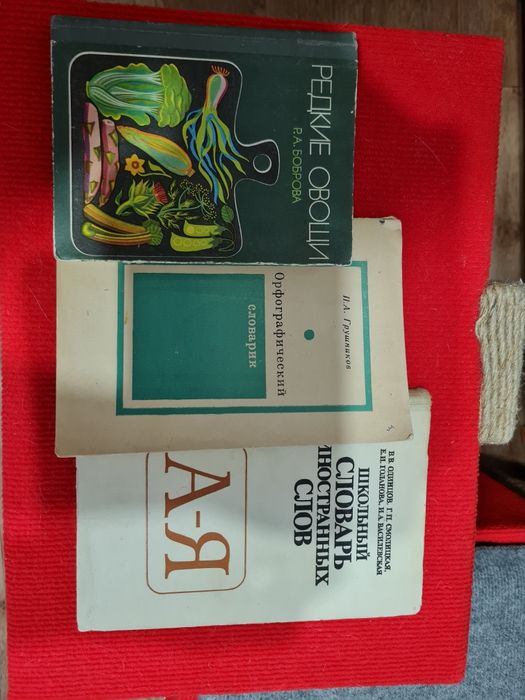 РЕДКИЕ ОВОЩИ
Р.А. БОБРОВА
П.А. Грушников
Орфографический
словарик
В.В. ОДИНЦОВ, Г.П. СМОЛИЦКАЯ,
Е.И. ГОЛАНОВА, И.А. ВАСИЛЕВСКАЯ
ШКОЛЬНЫЙ
СЛОВАРЬ
ИНОСТРАННЫХ
СЛОВ
А-Я